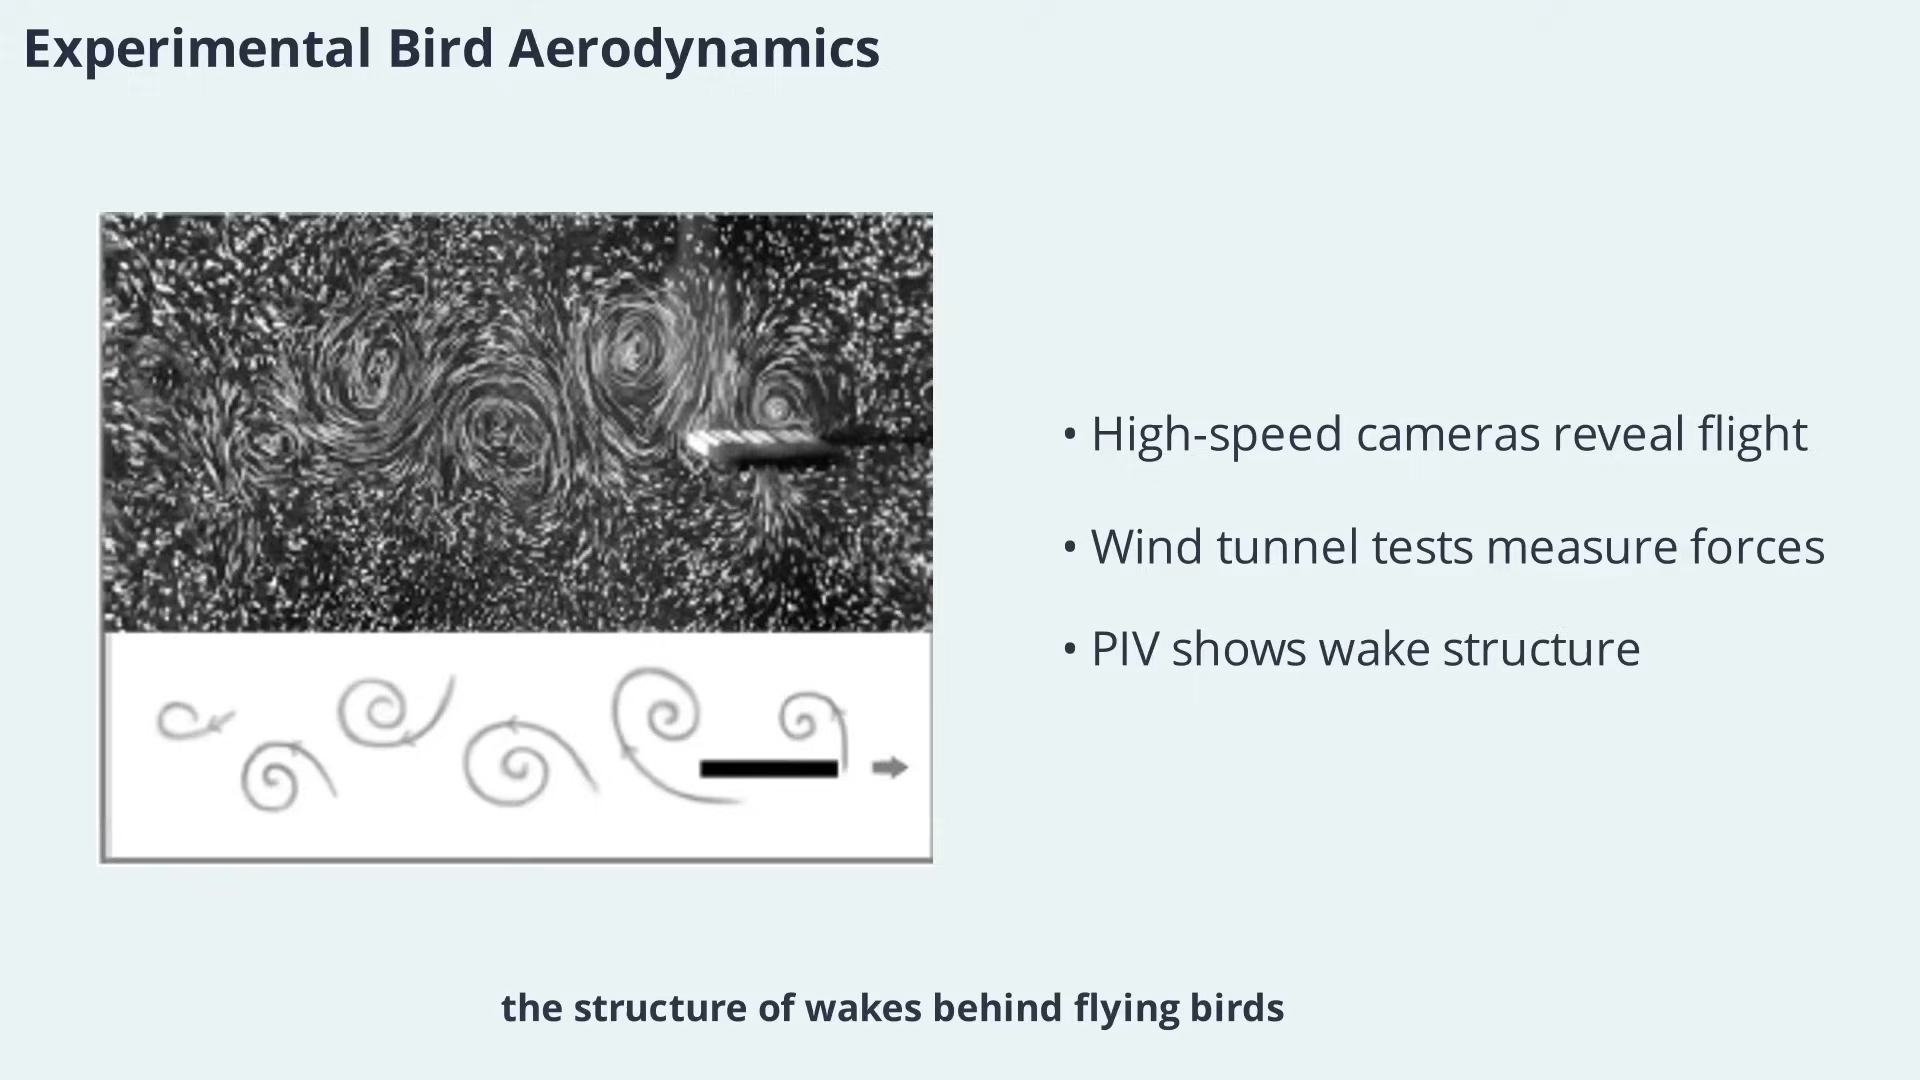 Experimental Bird Aerodynamics
• High-speed cameras reveal flight
• Wind tunnel tests measure forces
• PIV shows wake structure
the structure of wakes behind flying birds